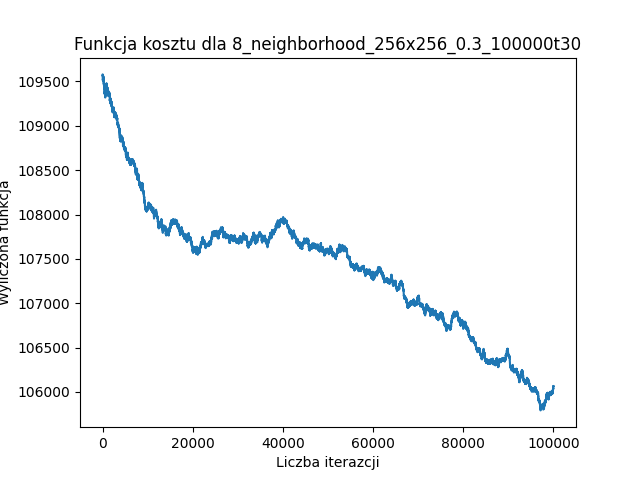 Funkcja kosztu dla 8_neighborhood_256x256_0.3_100000t30
109500
109000
108500
108000
107500
107000
106500
106000
Wyliczona funkcja
0 20000 40000 60000 80000 100000
Liczba iterazcji